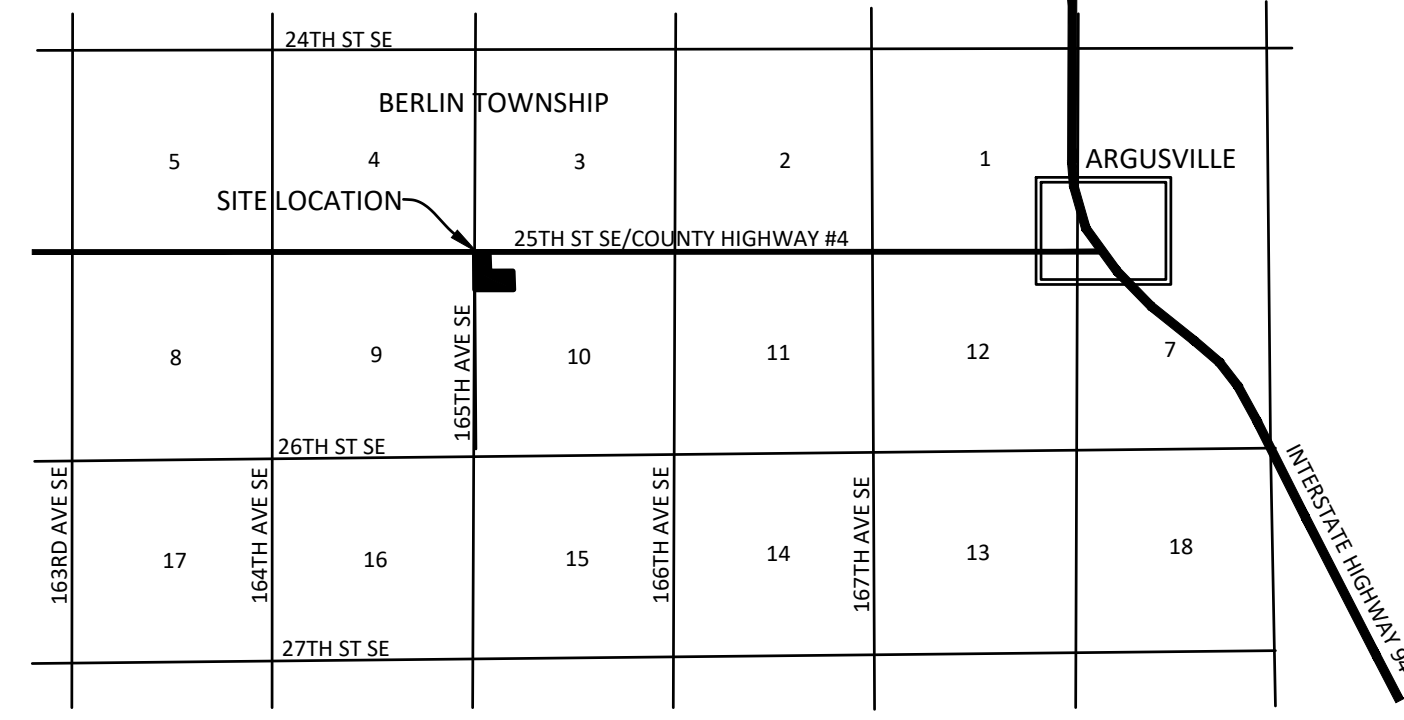 24TH ST SE
BERLIN TOWNSHIP
5
4
3
2
1
ARGUSVILLE
SITE LOCATION
25TH ST SE/COUNTY HIGHWAY #4
8
9
165TH AVE SE
10
11
12
7
26TH ST SE
163RD AVE SE
17
164TH AVE SE
16
15
166TH AVE SE
14
167TH AVE SE
13
18
INTERSTATE HIGHWAY 94
27TH ST SE